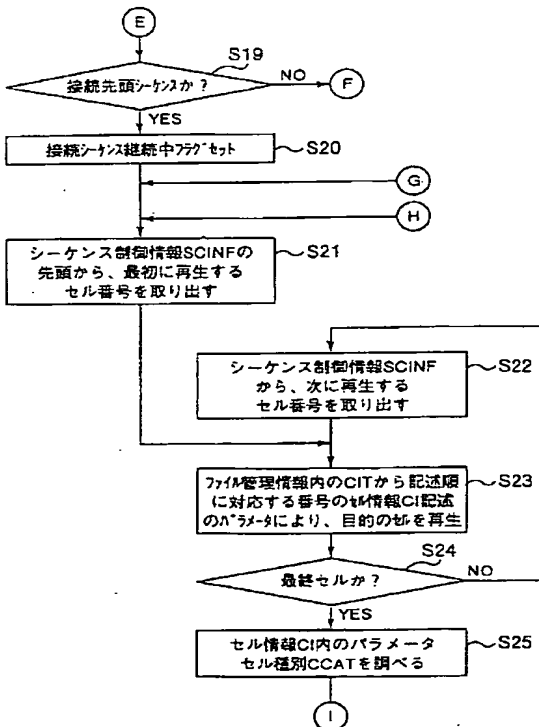 E
S19
接続先頭シーケンスか？
NO
F
YES
接続シーケンス継続中フラグセット
S20
G
H
シーケンス制御情報SCINFの
先頭から、最初に再生する
セル番号を取り出す
S21
シーケンス制御情報SCINF
から、次に再生する
セル番号を取り出す
S22
ファイル管理情報内のCITから記述順
に対応する番号のセル情報CI記述
のパラメータにより、目的のセルを再生
S23
S24
最終セルか？
NO
YES
セル情報CI内のパラメータ
セル種別CCATを調べる
S25
I